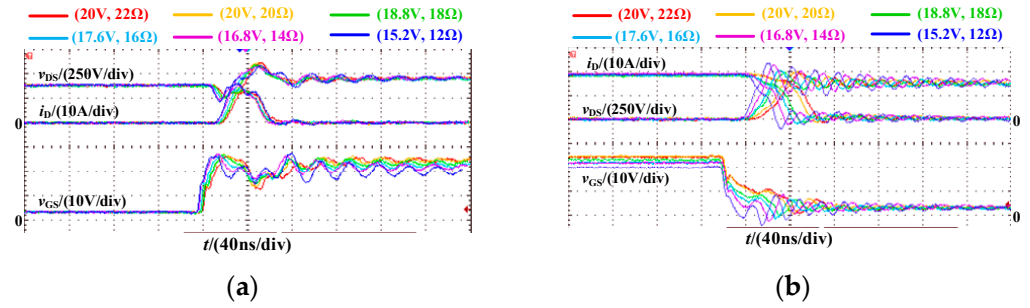 (20V, 22Ω) (20V, 20Ω) (18.8V, 18Ω)
(17.6V, 16Ω) (16.8V, 14Ω) (15.2V, 12Ω)
vDS/(250V/div)
iD/(10A/div)
0
vGS/(10V/div)
0
t/(40ns/div)
(a)
(20V, 22Ω) (20V, 20Ω) (18.8V, 18Ω)
(17.6V, 16Ω) (16.8V, 14Ω) (15.2V, 12Ω)
iD/(10A/div)
vDS/(250V/div)
0
vGS/(10V/div)
0
t/(40ns/div)
(b)